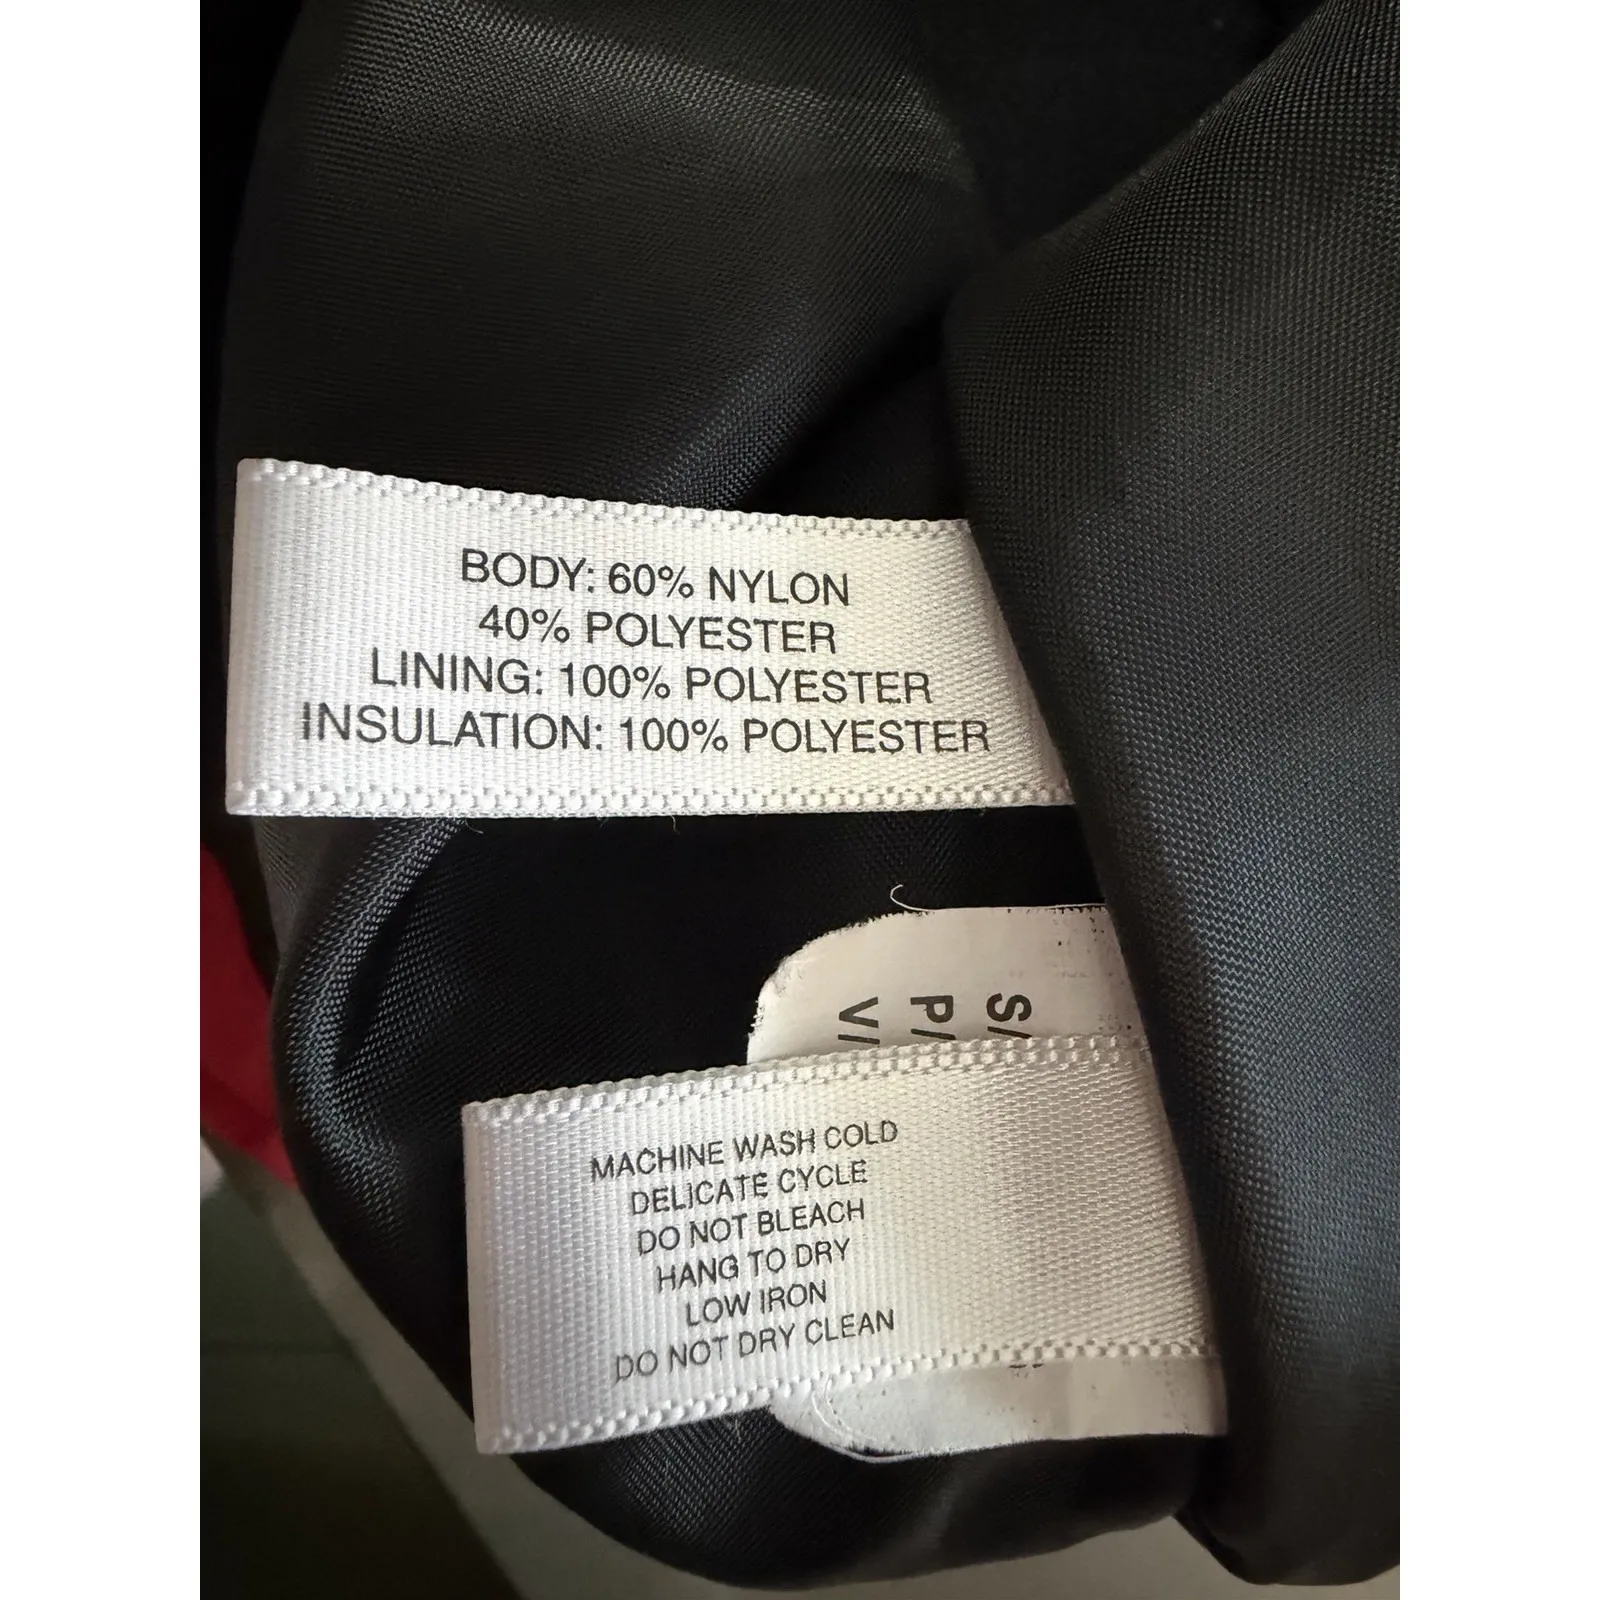 BODY: 60% NYLON
40% POLYESTER
LINING: 100% POLYESTER
INSULATION: 100% POLYESTER
S/
P/
V/
MACHINE WASH COLD
DELICATE CYCLE
DO NOT BLEACH
HANG TO DRY
LOW IRON
DO NOT DRY CLEAN